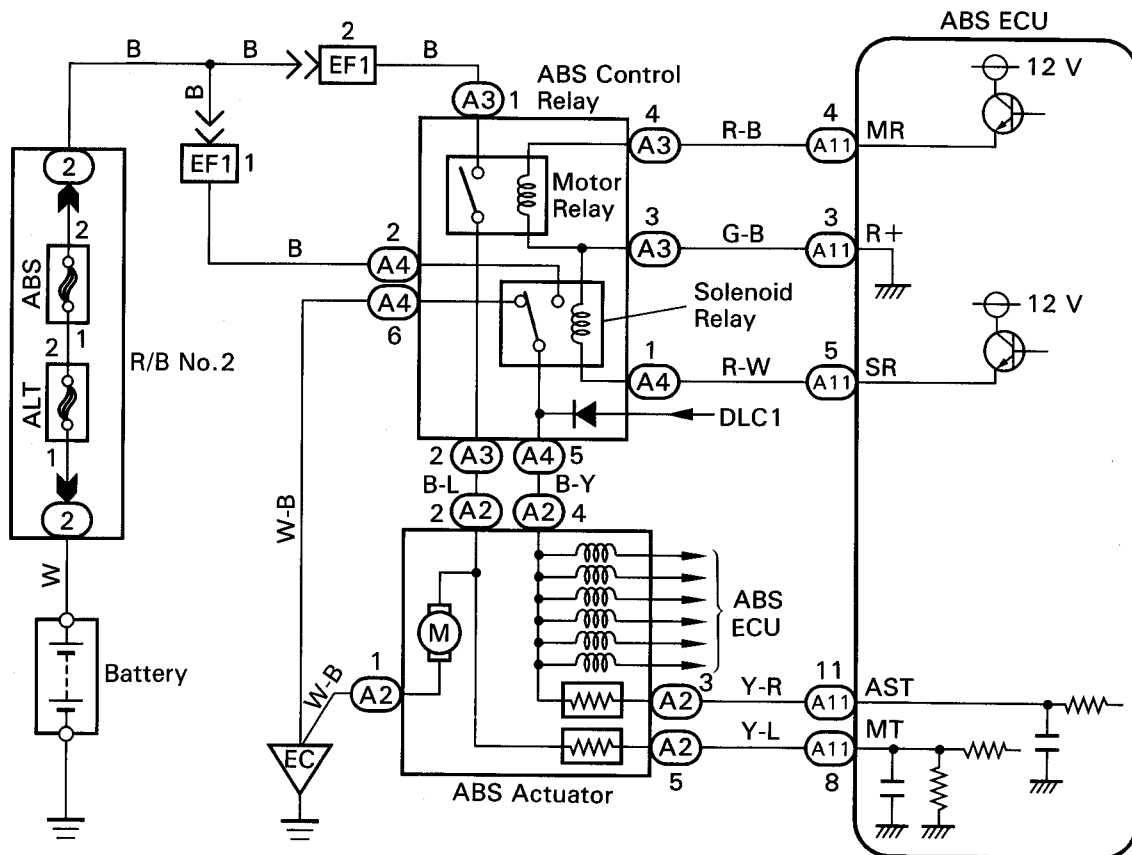 ABS ECU
B
B
2
EF1
B
B
EF1
1
A3
1
ABS Control
Relay
12 V
4
A3
R-B
4
A11
MR
Motor
Relay
3
A3
G-B
3
A11
R+
2
2
ABS
1
2
ALT
1
2
R/B No.2
B
2
A4
A4
6
Solenoid
Relay
12 V
1
A4
R-W
5
A11
SR
DLC1
2
A3
A4
5
B-L
B-Y
2
A2
A2
4
W-B
W
Battery
M
ABS
ECU
1
A2
W-B
EC
3
A2
Y-R
11
A11
AST
A2
5
Y-L
A11
8
MT
ABS Actuator